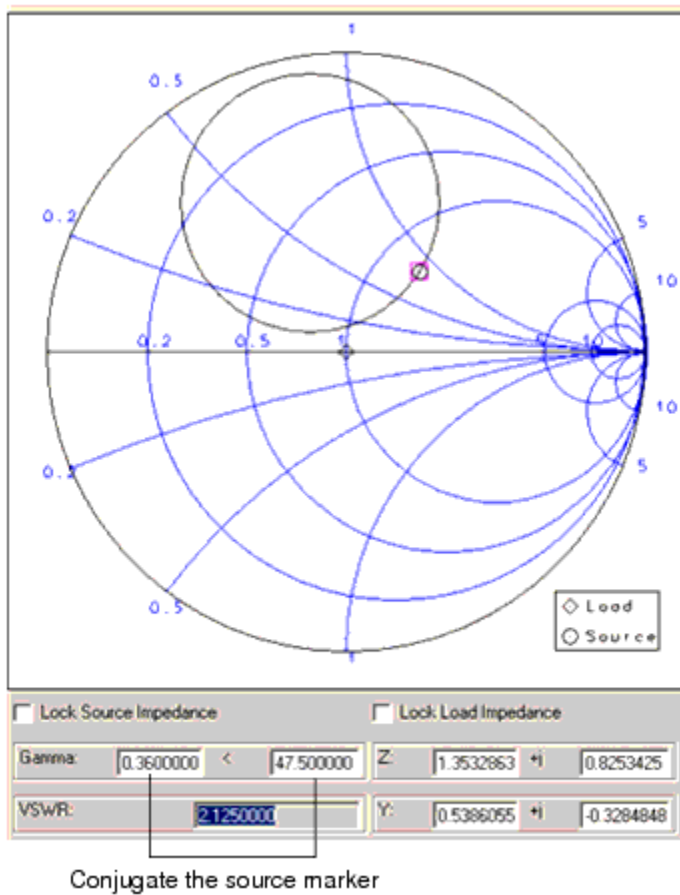 1
0.5
0.2
5
10
0.2 0.5 1 10
10
5
0.5
1
Load
Source
Lock Source Impedance Lock Load Impedance
Gamma: 0.3600000 < 47.500000 Z: 1.3532863 +j 0.8253425
VSWR: 2.1250000 Y: 0.5386055 +j -0.3284848
Conjugate the source marker